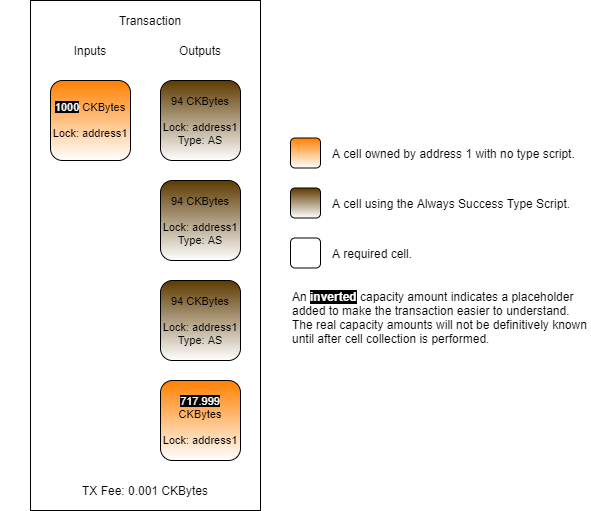 Transaction
Inputs
Outputs
1000 CKBytes
Lock: address1
94 CKBytes
Lock: address1
Type: AS
94 CKBytes
Lock: address1
Type: AS
94 CKBytes
Lock: address1
Type: AS
717.999
CKBytes
Lock: address1
TX Fee: 0.001 CKBytes
A cell owned by address 1 with no type script.
A cell using the Always Success Type Script.
A required cell.
An inverted capacity amount indicates a placeholder
added to make the transaction easier to understand.
The real capacity amounts will not be definitively known
until after cell collection is performed.